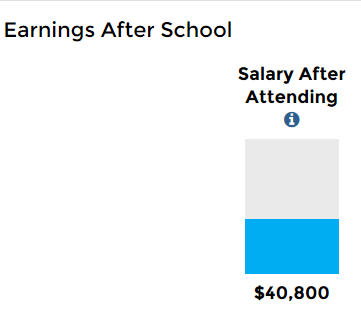 Earnings After School
Salary After
Attending
i
$40,800